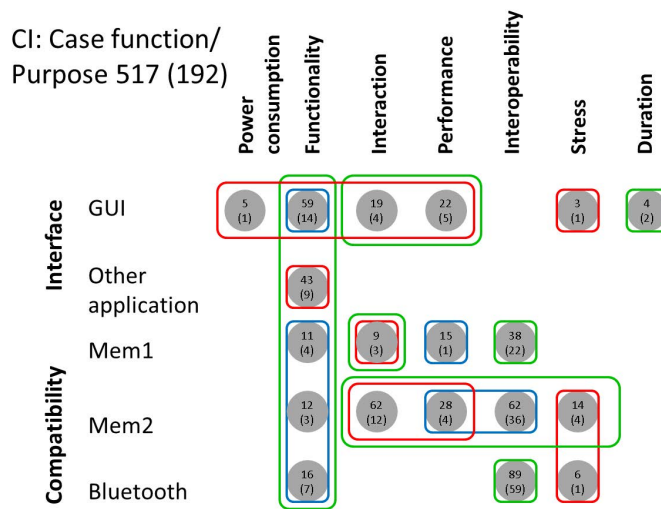 CI: Case function/
Purpose 517 (192)
Power
consumption
Functionality
Interaction
Performance
Interoperability
Stress
Duration
Interface
GUI
5
(1)
59
(14)
19
(4)
22
(5)
3
(1)
4
(2)
Other
application
43
(9)
Compatibility
Mem1
11
(4)
9
(3)
15
(1)
38
(22)
Mem2
12
(3)
62
(12)
28
(4)
62
(36)
14
(4)
Bluetooth
16
(7)
89
(59)
6
(1)